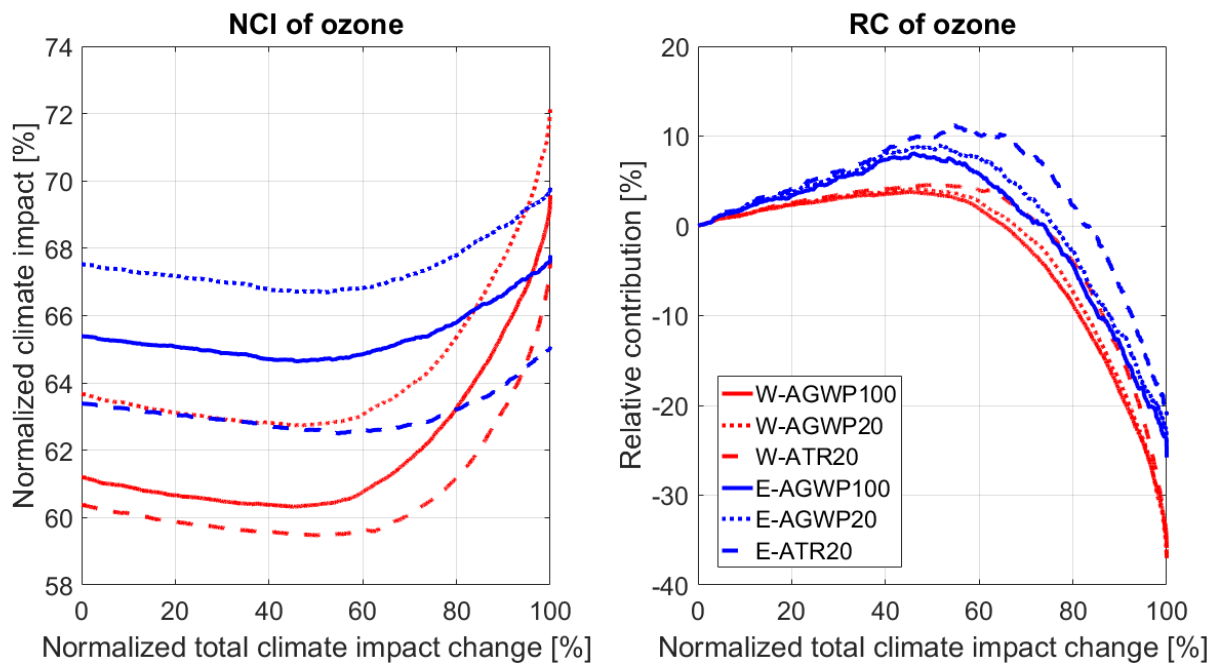 NCI of ozone
74
72
70
68
66
64
62
60
58
0 20 40 60 80 100
Normalized climate impact [%]
Normalized total climate impact change [%]
RC of ozone
20
10
0
-10
-20
-30
-40
0 20 40 60 80 100
Relative contribution [%]
Normalized total climate impact change [%]
W-AGWP100
W-AGWP20
W-ATR20
E-AGWP100
E-AGWP20
E-ATR20